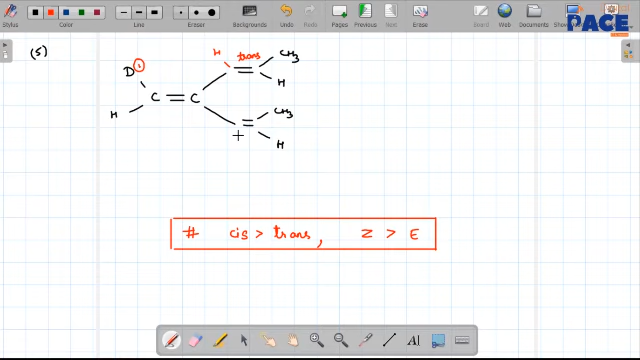 Stylus
Color
Line
Eraser
Undo
Redo
Pages
Previous
Next
Erase
Board
Web
Documents
Show
PACE
(5)
H trans CH3
D 1
H
C = C
CH3
H
H
# cis > trans, Z > E